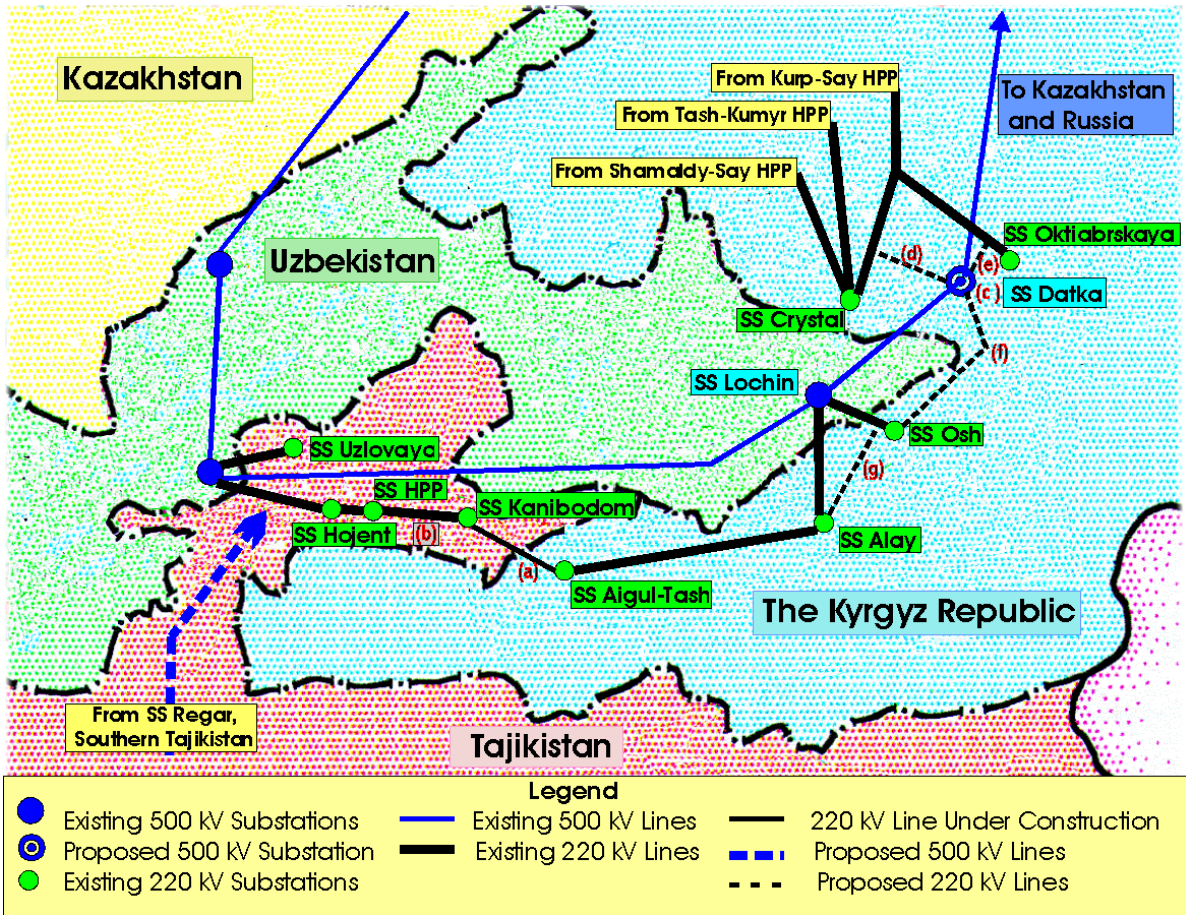 Kazakhstan
From Kurp-Say HPP
To Kazakhstan
and Russia
From Tash-Kumyr HPP
From Shamaldy-Say HPP
Uzbekistan
SS Oktiabrskaya
(d)
(e)
(c )
SS Datka
SS Crystal
(f)
SS Lochin
SS Uzlovaya
SS Osh
(g)
SS HPP
SS Kanibodom
SS Hojent
(b)
SS Alay
(a)
SS Aigul-Tash
The Kyrgyz Republic
From SS Regar,
Southern Tajikistan
Tajikistan
Legend
Existing 500 kV Substations
Existing 500 kV Lines
220 kV Line Under Construction
Proposed 500 kV Substation
Existing 220 kV Lines
Proposed 500 kV Lines
Existing 220 kV Substations
Proposed 220 kV Lines